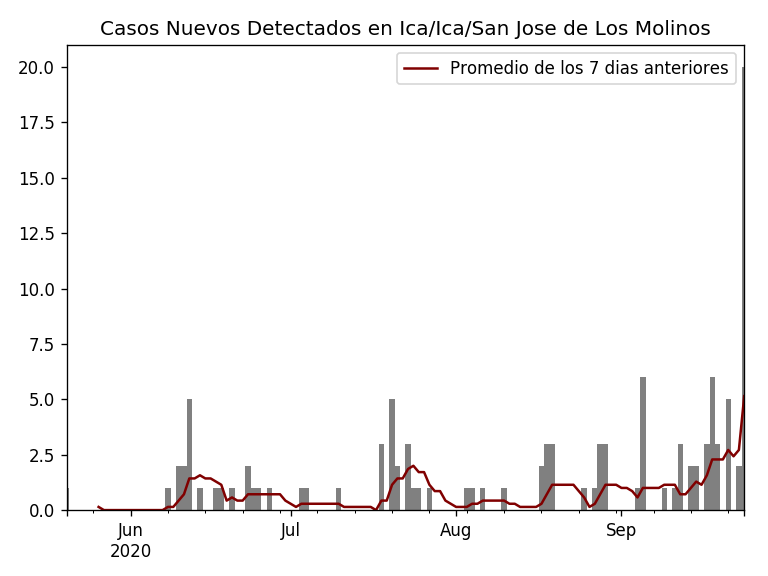 Casos Nuevos Detectados en Ica/Ica/San Jose de Los Molinos
Promedio de los 7 dias anteriores
20.0
17.5
15.0
12.5
10.0
7.5
5.0
2.5
0.0
Jun
2020
Jul
Aug
Sep